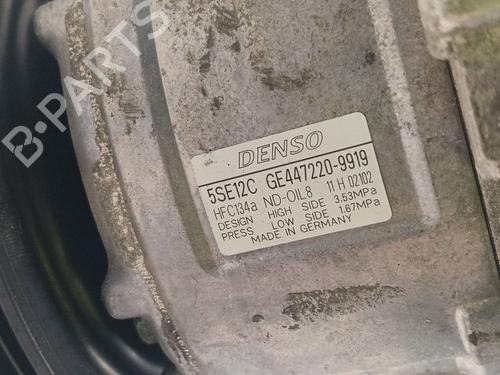 B-PARTS
DENSO
5SE12C GE447220-9919
HFC134a ND-OIL8 11 H 02102
DESIGN HIGH SIDE 3.53MPa
PRESS LOW SIDE 1.67MPa
MADE IN GERMANY